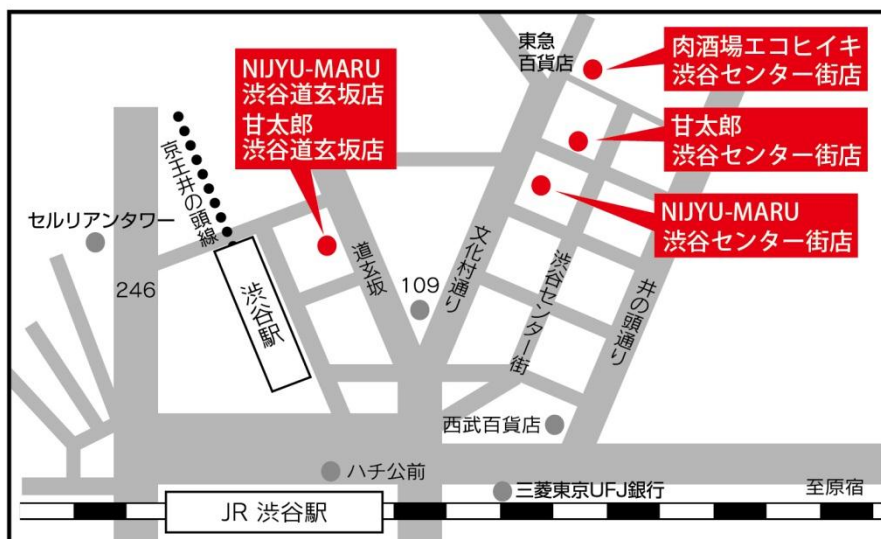 東急
百貨店
肉酒場エコヒイキ
渋谷センター街店
NIJYU-MARU
渋谷道玄坂店
甘太郎
渋谷道玄坂店
甘太郎
渋谷センター街店
NIJYU-MARU
渋谷センター街店
京王井の頭線
セルリアンタワー
246
渋谷駅
道玄坂
109
文化村通り
渋谷センター街
井の頭通り
西武百貨店
ハチ公前
三菱東京UFJ銀行
至原宿
JR 渋谷駅